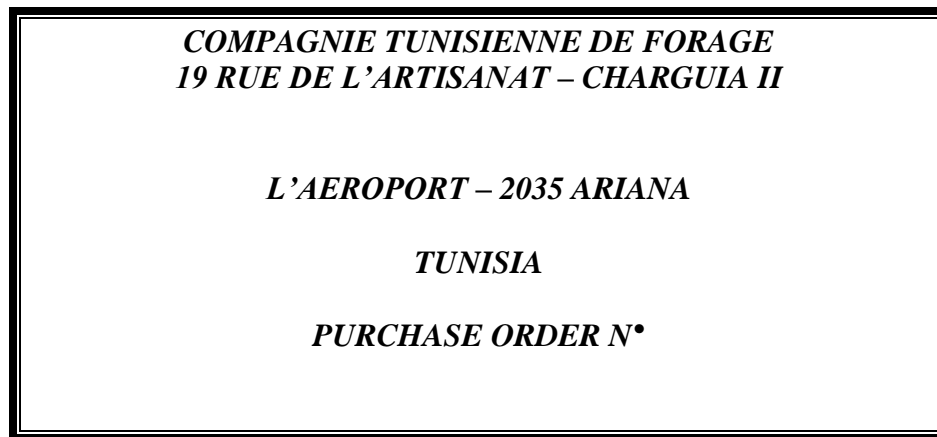 COMPAGNIE TUNISIENNE DE FORAGE
19 RUE DE L’ARTISANAT – CHARGUIA II
L’AEROPORT – 2035 ARIANA
TUNISIA
PURCHASE ORDER N•